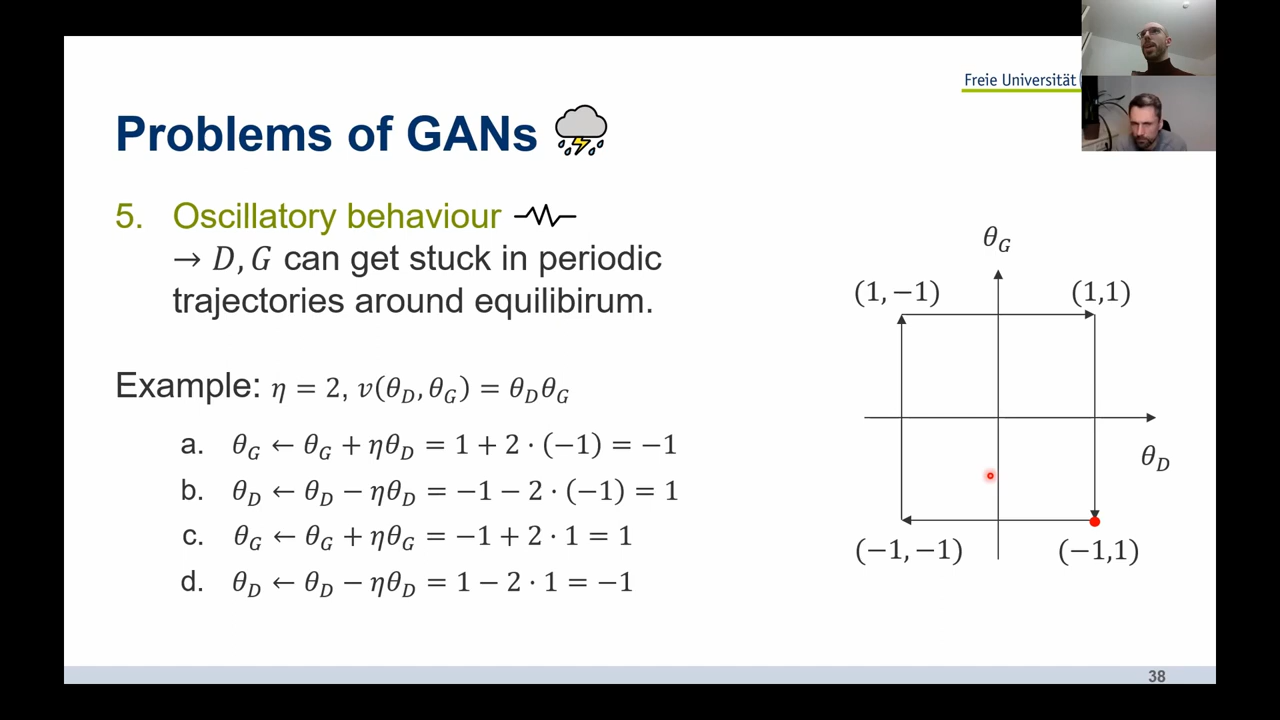 Freie Universität
Problems of GANs
5. Oscillatory behaviour
→ D, G can get stuck in periodic
trajectories around equilibirum.
Example: η = 2, v(θ_D, θ_G) = θ_Dθ_G
a. θ_G ← θ_G + ηθ_D = 1 + 2 · (−1) = −1
b. θ_D ← θ_D − ηθ_D = −1 − 2 · (−1) = 1
c. θ_G ← θ_G + ηθ_G = −1 + 2 · 1 = 1
d. θ_D ← θ_D − ηθ_D = 1 − 2 · 1 = −1
θ_G
(1, −1)
(1,1)
θ_D
(−1, −1)
(−1,1)
38